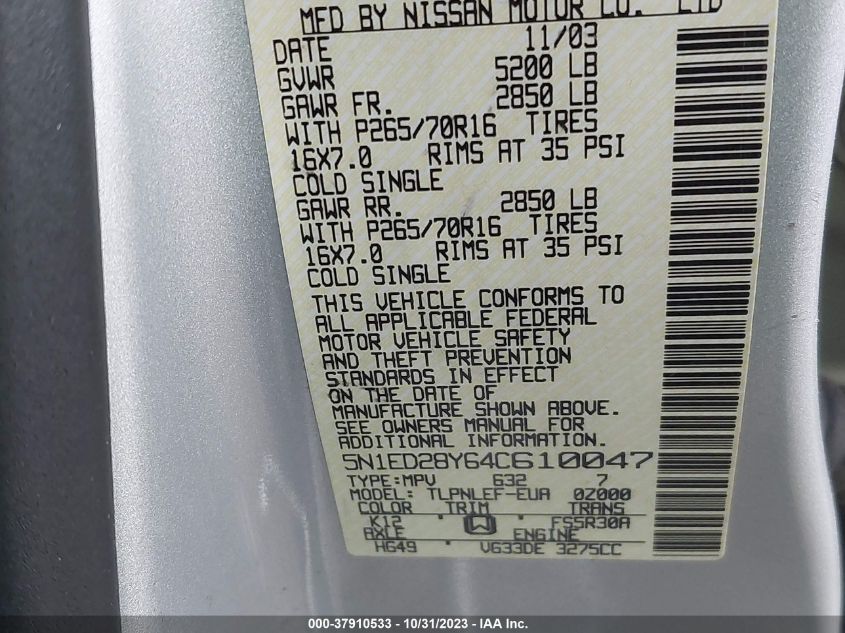 MFD BY NISSAN MOTOR CO. LTD
DATE 11/03
GVWR 5200 LB
GAWR FR. 2850 LB
WITH P265/70R16 TIRES
16X7.0 RIMS AT 35 PSI
COLD SINGLE
GAWR RR. 2850 LB
WITH P265/70R16 TIRES
16X7.0 RIMS AT 35 PSI
COLD SINGLE
THIS VEHICLE CONFORMS TO
ALL APPLICABLE FEDERAL
MOTOR VEHICLE SAFETY
AND THEFT PREVENTION
STANDARDS IN EFFECT
ON THE DATE OF
MANUFACTURE SHOWN ABOVE.
SEE OWNERS MANUAL FOR
ADDITIONAL INFORMATION
5N1ED28Y64C610047
TYPE:MPV 632 7
MODEL: TLPNLEF-EUA 0Z000
COLOR TRIM TRANS
K12 W FS5R30A
AXLE ENGINE
HG49 VG33DE 3275CC
000-37910533 - 10/31/2023 - IAA Inc.